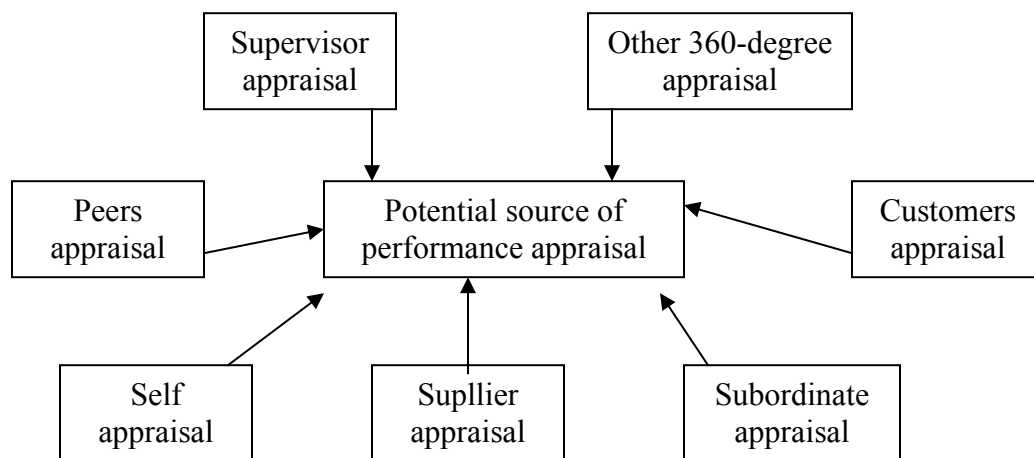 Supervisor
appraisal
Other 360-degree
appraisal
Peers
appraisal
Potential source of
performance appraisal
Customers
appraisal
Self
appraisal
Supllier
appraisal
Subordinate
appraisal